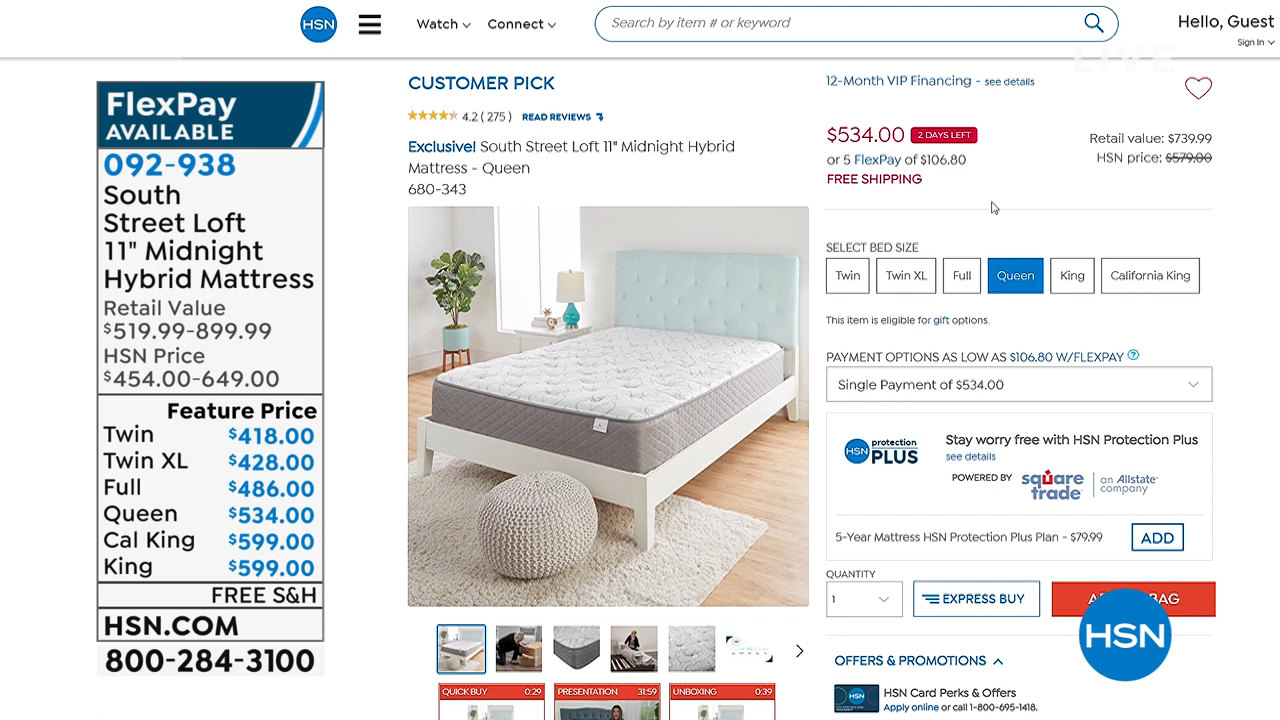 HSN
Watch
Connect
Search by item # or keyword
Hello, Guest
Sign In
LIVE
FlexPay
AVAILABLE
092-938
South
Street Loft
11" Midnight
Hybrid Mattress
Retail Value
$519.99-899.99
HSN Price
$454.00-649.00
Feature Price
Twin $418.00
Twin XL $428.00
Full $486.00
Queen $534.00
Cal King $599.00
King $599.00
FREE S&H
HSN.COM
800-284-3100
CUSTOMER PICK
4.2 (275) READ REVIEWS
Exclusive! South Street Loft 11" Midnight Hybrid
Mattress - Queen
680-343
QUICK BUY 0:29
PRESENTATION 31:59
UNBOXING 0:39
12-Month VIP Financing - see details
$534.00 2 DAYS LEFT
Retail value: $739.99
or 5 FlexPay of $106.80
HSN price: $579.00
FREE SHIPPING
SELECT BED SIZE
Twin Twin XL Full Queen King California King
This item is eligible for gift options.
PAYMENT OPTIONS AS LOW AS $106.80 W/FLEXPAY ?
Single Payment of $534.00
HSN protection PLUS
Stay worry free with HSN Protection Plus
see details
POWERED BY square trade an Allstate company
5-Year Mattress HSN Protection Plus Plan - $79.99 ADD
QUANTITY
1
EXPRESS BUY
BAG
HSN
OFFERS & PROMOTIONS
HSN
HSN Card Perks & Offers
Apply online or call 1-800-695-1418.